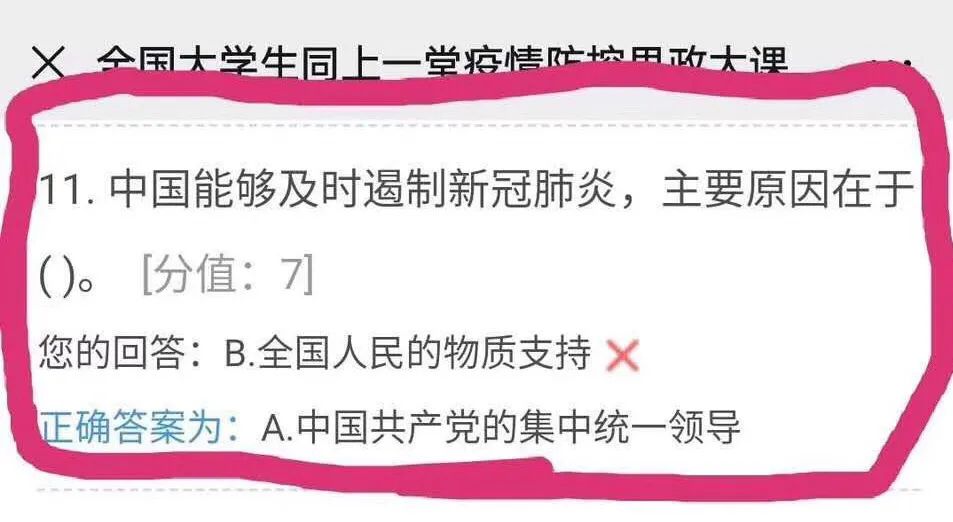 全国大学生同上一堂疫情防控思政大课
11. 中国能够及时遏制新冠肺炎，主要原因在于
( )。 [分值：7]
您的回答：B.全国人民的物质支持
正确答案为：A.中国共产党的集中统一领导